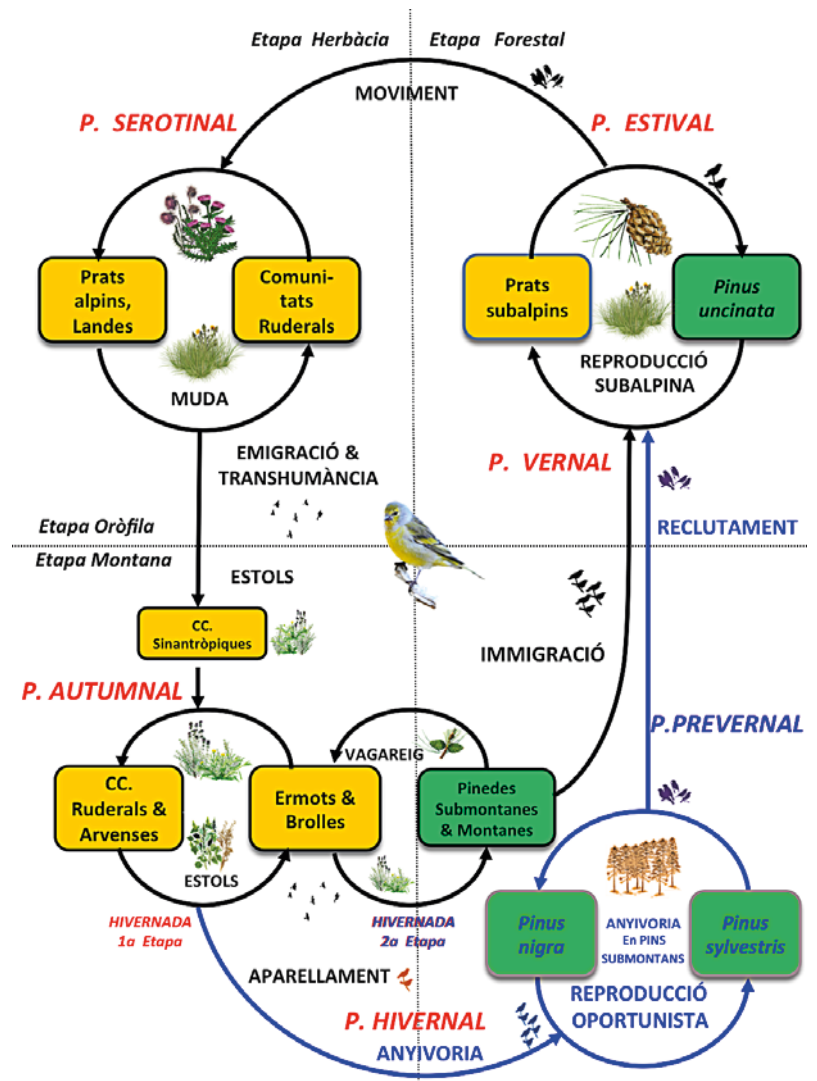 Etapa Herbàcia
Etapa Forestal
MOVIMENT
P. SEROTINAL
P. ESTIVAL
Prats
alpins,
Landes
Comuni-
tats
Ruderals
MUDA
Prats
subalpins
Pinus
uncinata
REPRODUCCIÓ
SUBALPINA
EMIGRACIÓ &
TRANSHUMÀNCIA
P. VERNAL
RECLUTAMENT
Etapa Oròfila
Etapa Montana
ESTOLS
CC.
Sinantròpiques
IMMIGRACIÓ
P. AUTUMNAL
P.PREVERNAL
VAGAREIG
CC.
Ruderals &
Arvenses
Ermots &
Brolles
Pinedes
Submontanes
& Montanes
ESTOLS
HIVERNADA
1a Etapa
HIVERNADA
2a Etapa
Pinus
nigra
ANYIVORIA
En PINS
SUBMONTANS
Pinus
sylvestris
REPRODUCCIÓ
OPORTUNISTA
APARELLAMENT
P. HIVERNAL
ANYIVORIA